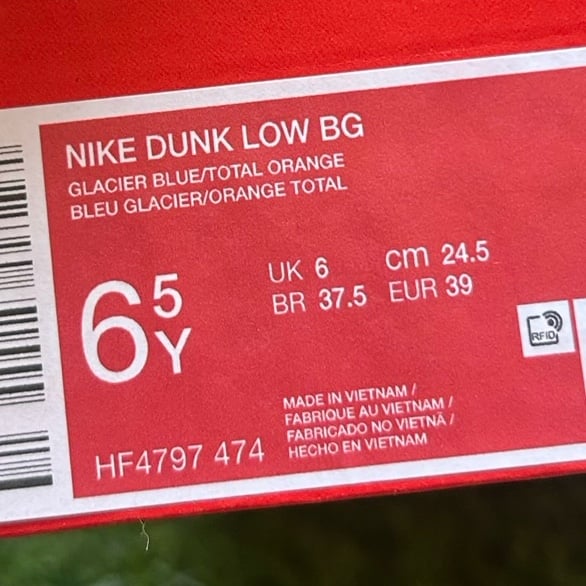 NIKE DUNK LOW BG
GLACIER BLUE/TOTAL ORANGE
BLEU GLACIER/ORANGE TOTAL
6 5 Y
UK 6 cm 24.5
BR 37.5 EUR 39
RFID
MADE IN VIETNAM /
FABRIQUE AU VIETNAM /
FABRICADO NO VIETNÃ /
HECHO EN VIETNAM
HF4797 474